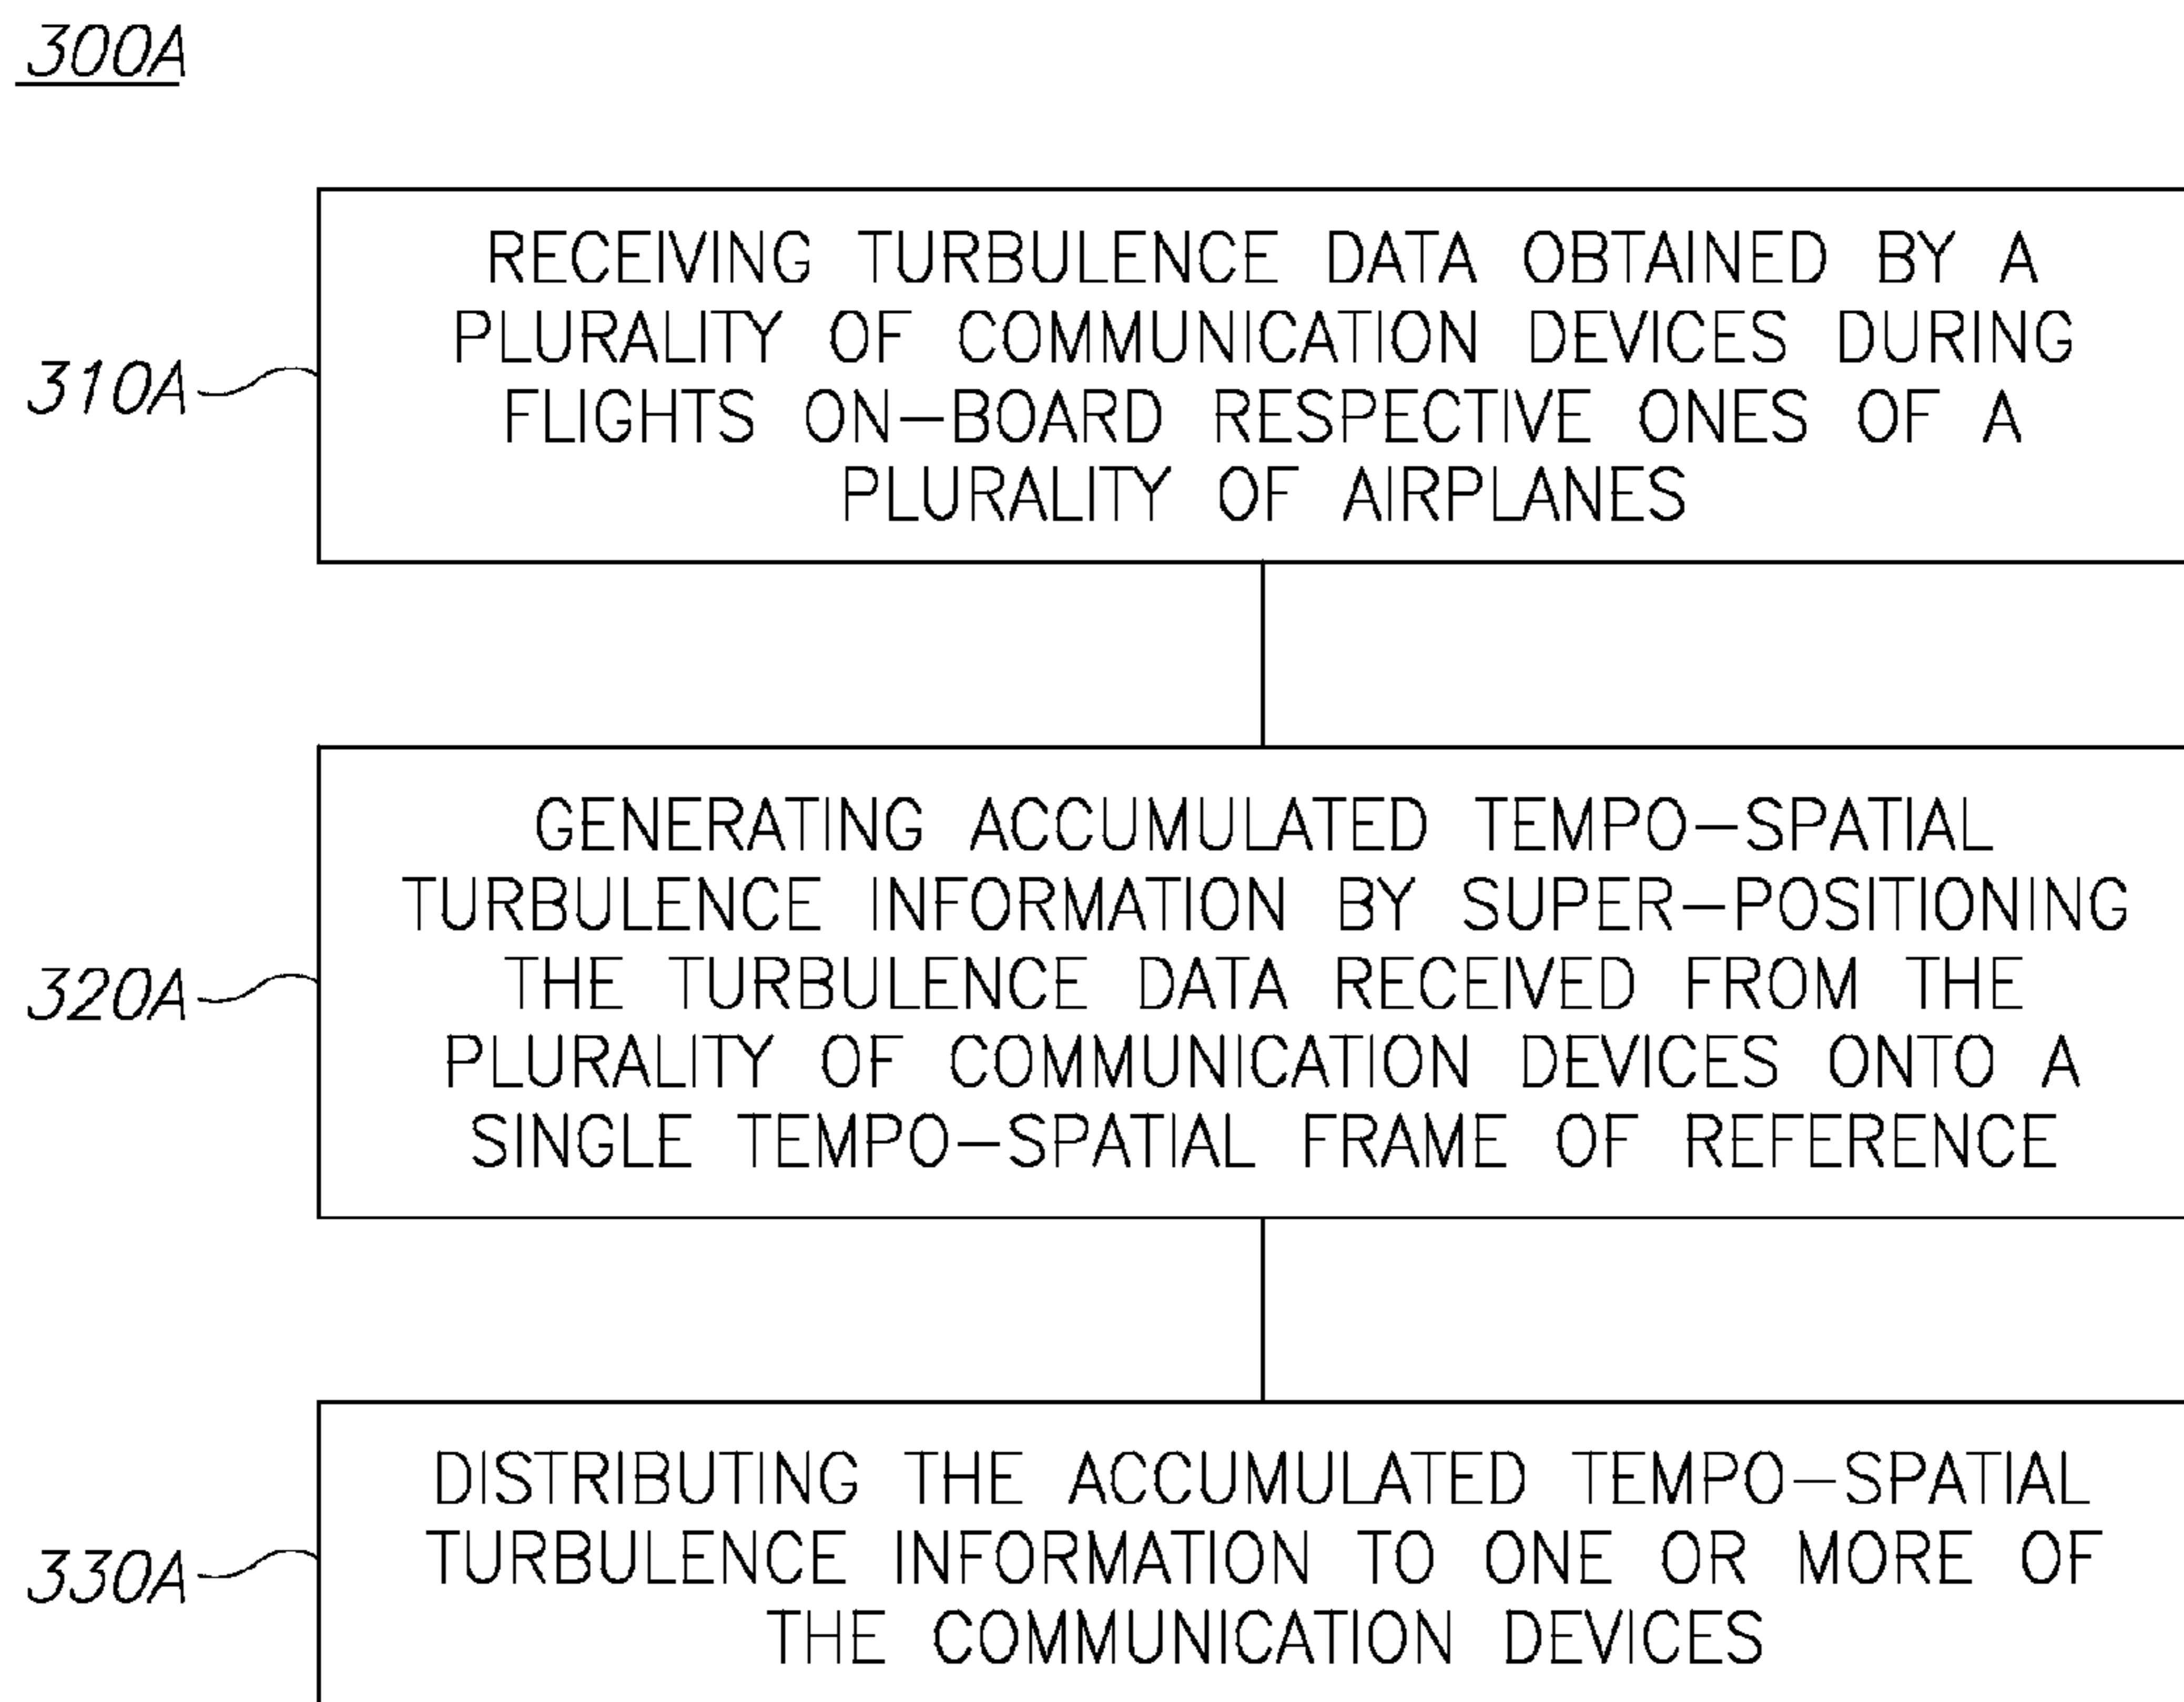 300A
RECEIVING TURBULENCE DATA OBTAINED BY A
PLURALITY OF COMMUNICATION DEVICES DURING
FLIGHTS ON–BOARD RESPECTIVE ONES OF A
PLURALITY OF AIRPLANES
310A
GENERATING ACCUMULATED TEMPO–SPATIAL
TURBULENCE INFORMATION BY SUPER–POSITIONING
THE TURBULENCE DATA RECEIVED FROM THE
PLURALITY OF COMMUNICATION DEVICES ONTO A
SINGLE TEMPO–SPATIAL FRAME OF REFERENCE
320A
DISTRIBUTING THE ACCUMULATED TEMPO–SPATIAL
TURBULENCE INFORMATION TO ONE OR MORE OF
THE COMMUNICATION DEVICES
330A